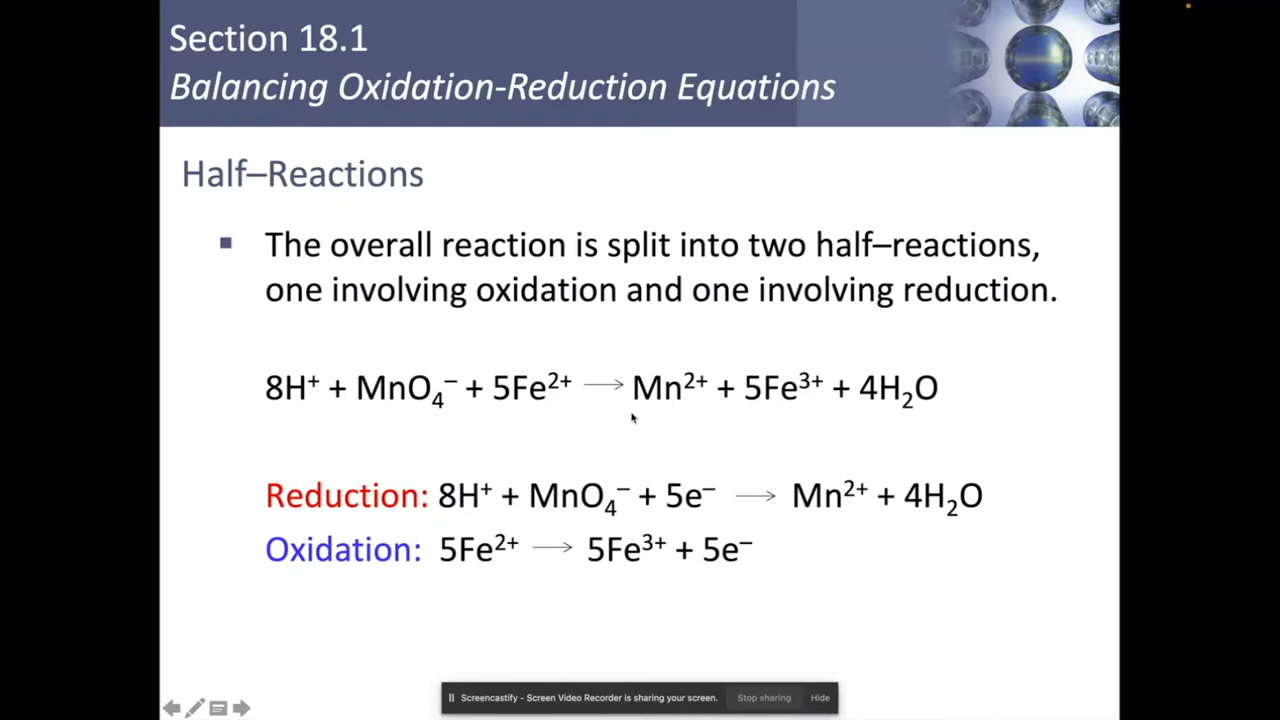 Section 18.1
Balancing Oxidation-Reduction Equations
Half–Reactions
▪ The overall reaction is split into two half–reactions,
one involving oxidation and one involving reduction.
8H⁺ + MnO₄⁻ + 5Fe²⁺ → Mn²⁺ + 5Fe³⁺ + 4H₂O
Reduction: 8H⁺ + MnO₄⁻ + 5e⁻ → Mn²⁺ + 4H₂O
Oxidation: 5Fe²⁺ → 5Fe³⁺ + 5e⁻
Screencastify - Screen Video Recorder is sharing your screen. Stop sharing Hide